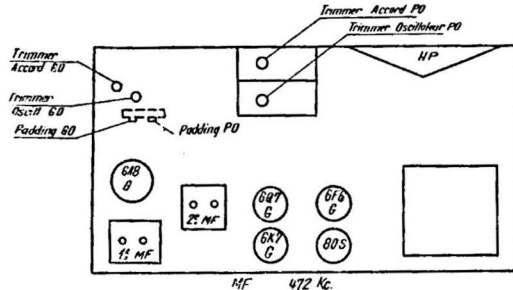 Trimmer Accord PO
Trimmer Oscillateur PO
HP
Trimmer
Accord GO
Trimmer
Oscill GO
Padding GO
Padding PO
6A8
G
2e MF
6Q7
G
6F6
G
1e MF
6K7
G
80S
MF 472 Kc.